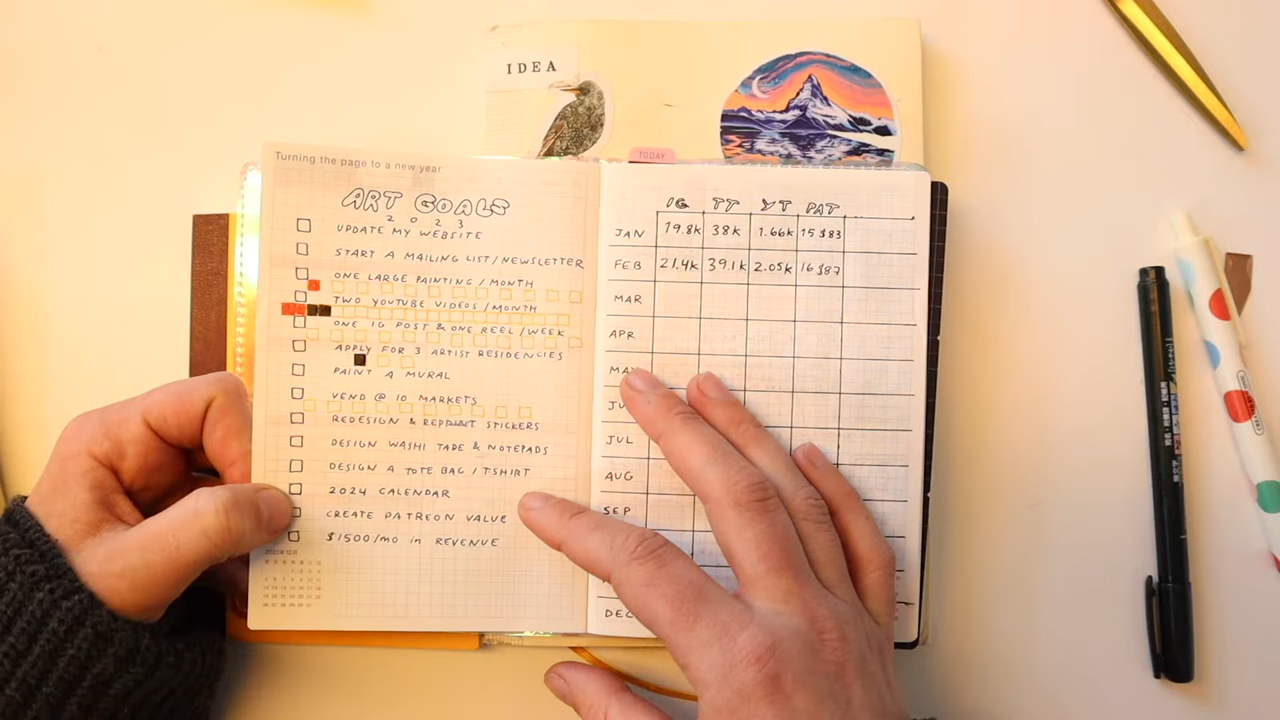 IDEA
TODAY
Turning the page to a new year
ART GOALS
2023
UPDATE MY WEBSITE
START A MAILING LIST/NEWSLETTER
ONE LARGE PAINTING / MONTH
TWO YOUTUBE VIDEOS / MONTH
ONE IG POST & ONE REEL / WEEK
APPLY FOR 3 ARTIST RESIDENCIES
PAINT A MURAL
VEND @ 10 MARKETS
REDESIGN & REPRINT STICKERS
DESIGN WASHI TAPE & NOTEPADS
DESIGN A TOTE BAG / TSHIRT
2024 CALENDAR
CREATE PATREON VALUE
$1500/mo in REVENUE
IG TT YT PAT
JAN 19.8k 38k 1.66k 15 $83
FEB 21.4k 39.1k 2.05k 16 $87
MAR
APR
MAY
JUL
AUG
SEP
DEC